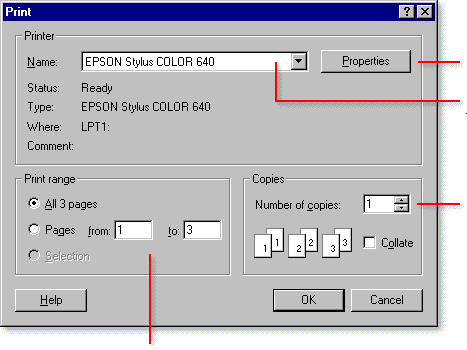 Print
Printer
Name: EPSON Stylus COLOR 640 Properties
Status: Ready
Type: EPSON Stylus COLOR 640
Where: LPT1:
Comment:
Print range
All 3 pages
Pages from: 1 to: 3
Selection
Copies
Number of copies: 1
1 1 2 2 3 3 Collate
Help OK Cancel